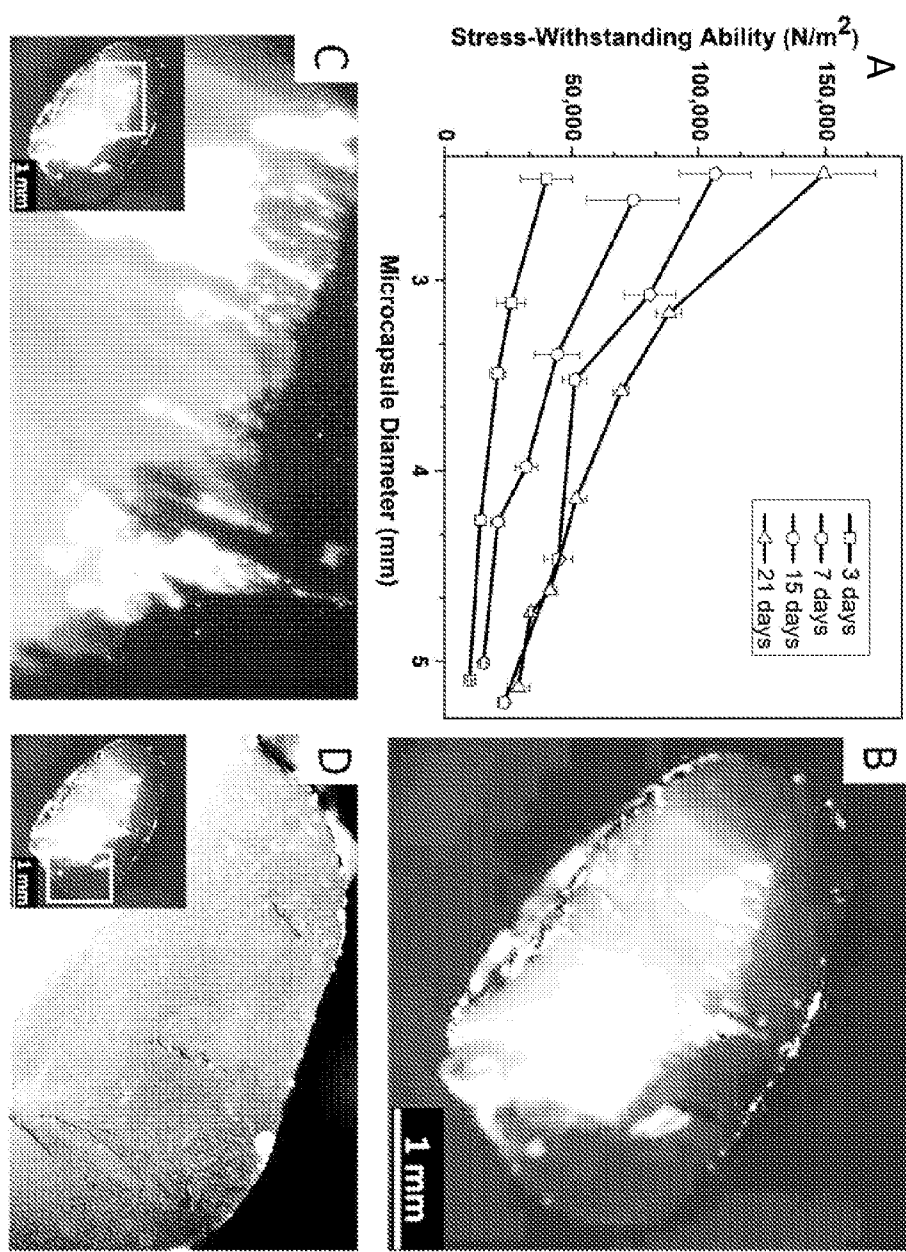 A
Stress-Withstanding Ability (N/m2)
150,000
100,000
50,000
0
3
4
5
Microcapsule Diameter (mm)
3 days
7 days
15 days
21 days
B
1 mm
C
1 mm
D
1 mm